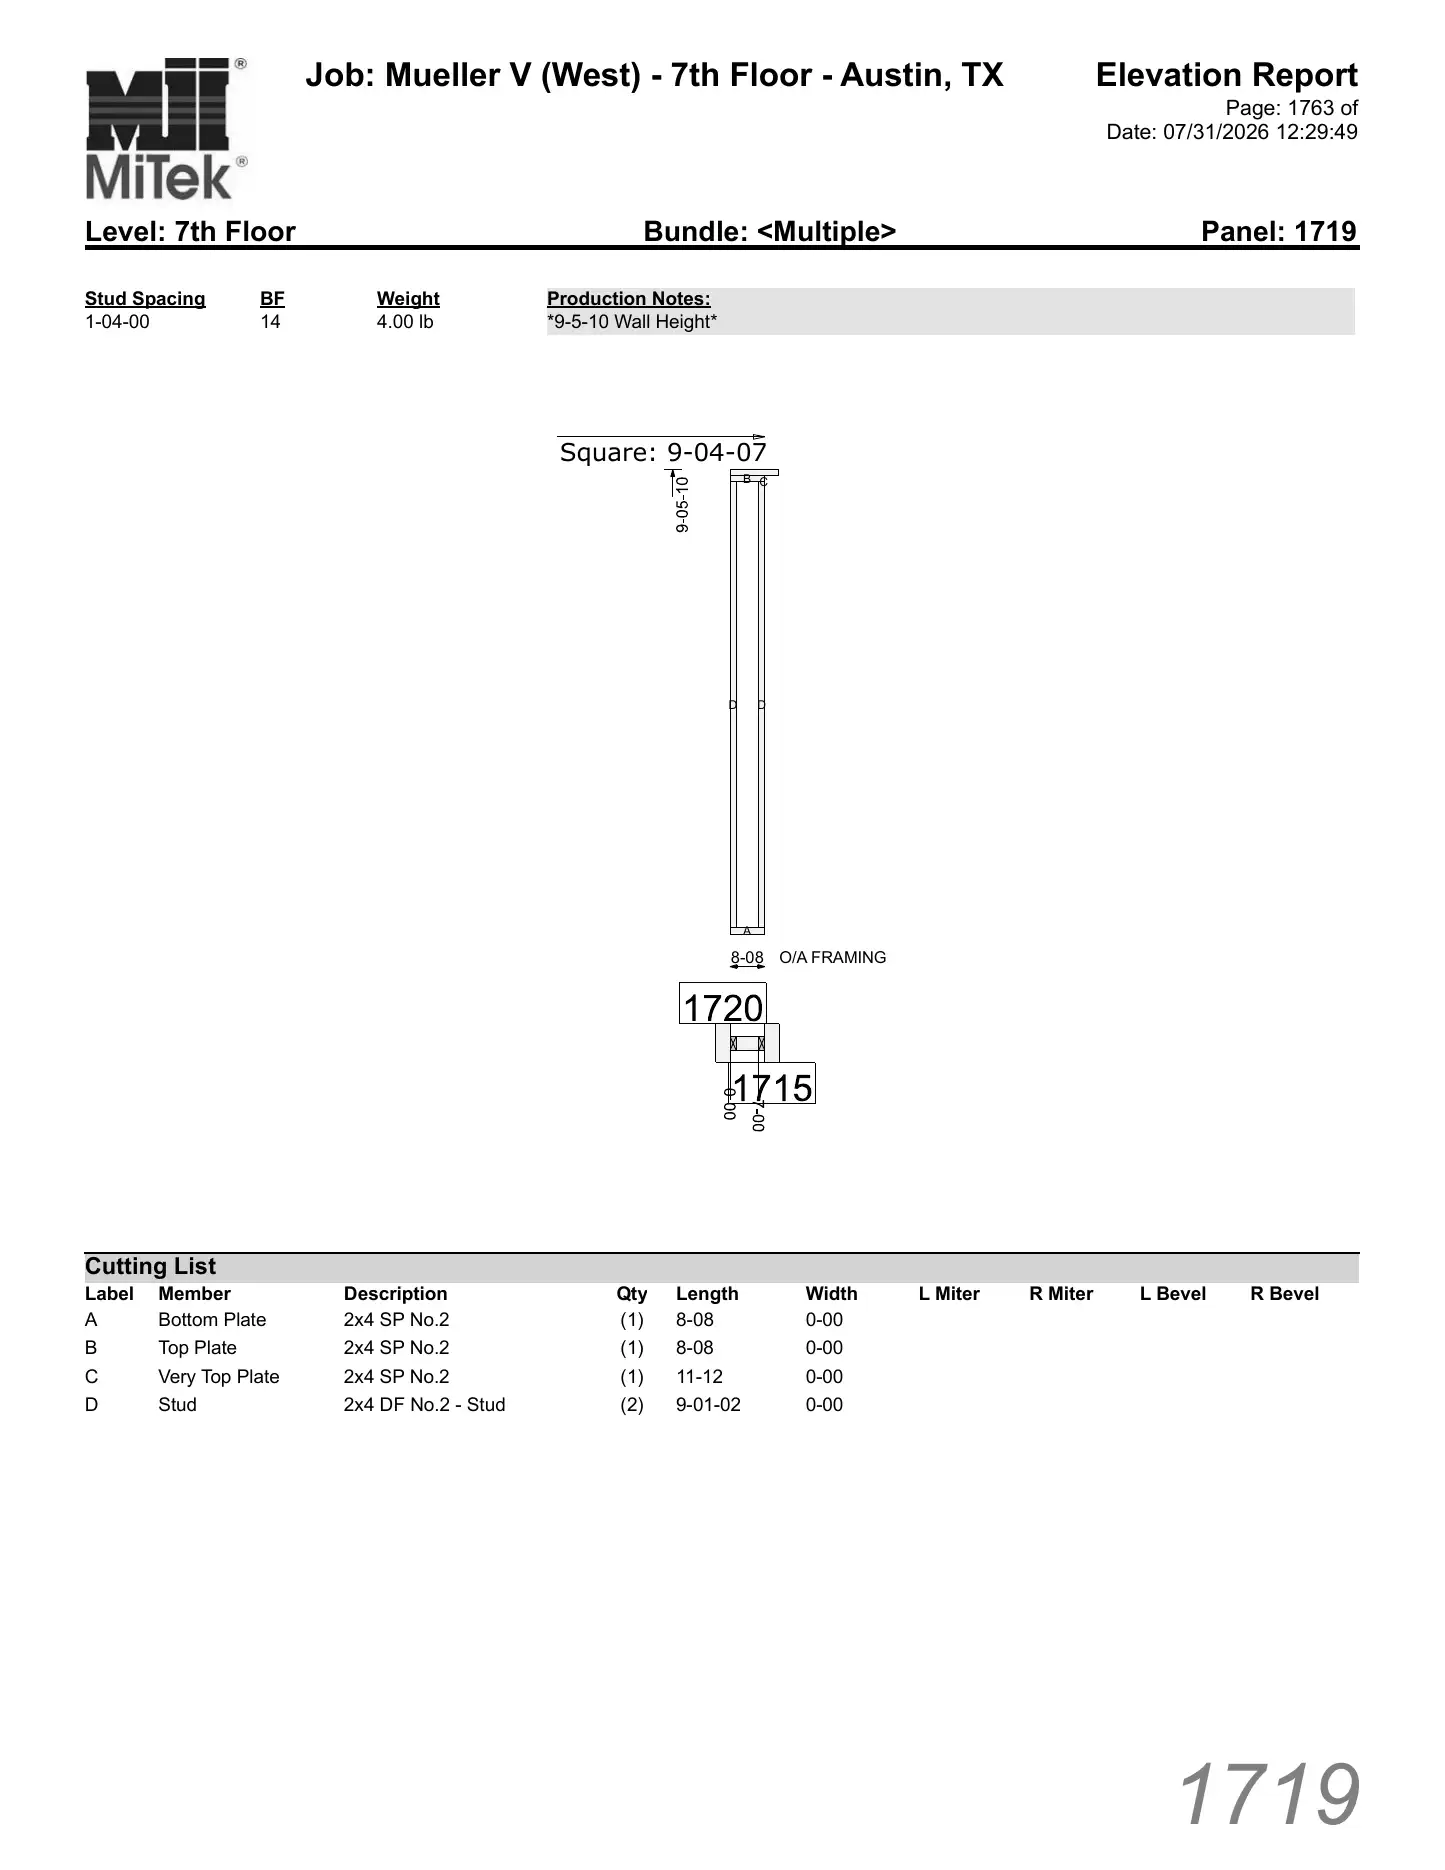 Job: Mueller V (West) - 7th Floor - Austin, TX
Elevation Report
Page: 1763 of
Date: 07/31/2026 12:29:49
MiTek®
Level: 7th Floor Bundle: <Multiple> Panel: 1719
Stud Spacing BF Weight Production Notes:
1-04-00 14 4.00 lb *9-5-10 Wall Height*
Square: 9-04-07
9-05-10
B C
D D
A
8-08 O/A FRAMING
1720
1715
0-00
7-00
Cutting List
Label Member Description Qty Length Width L Miter R Miter L Bevel R Bevel
A Bottom Plate 2x4 SP No.2 (1) 8-08 0-00
B Top Plate 2x4 SP No.2 (1) 8-08 0-00
C Very Top Plate 2x4 SP No.2 (1) 11-12 0-00
D Stud 2x4 DF No.2 - Stud (2) 9-01-02 0-00
1719